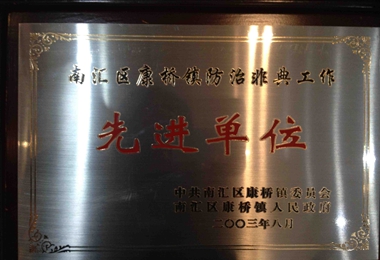 南汇区康桥镇防治非典工作
先进单位
中共南汇区康桥镇委员会
南汇区康桥镇人民政府
二〇〇三年八月